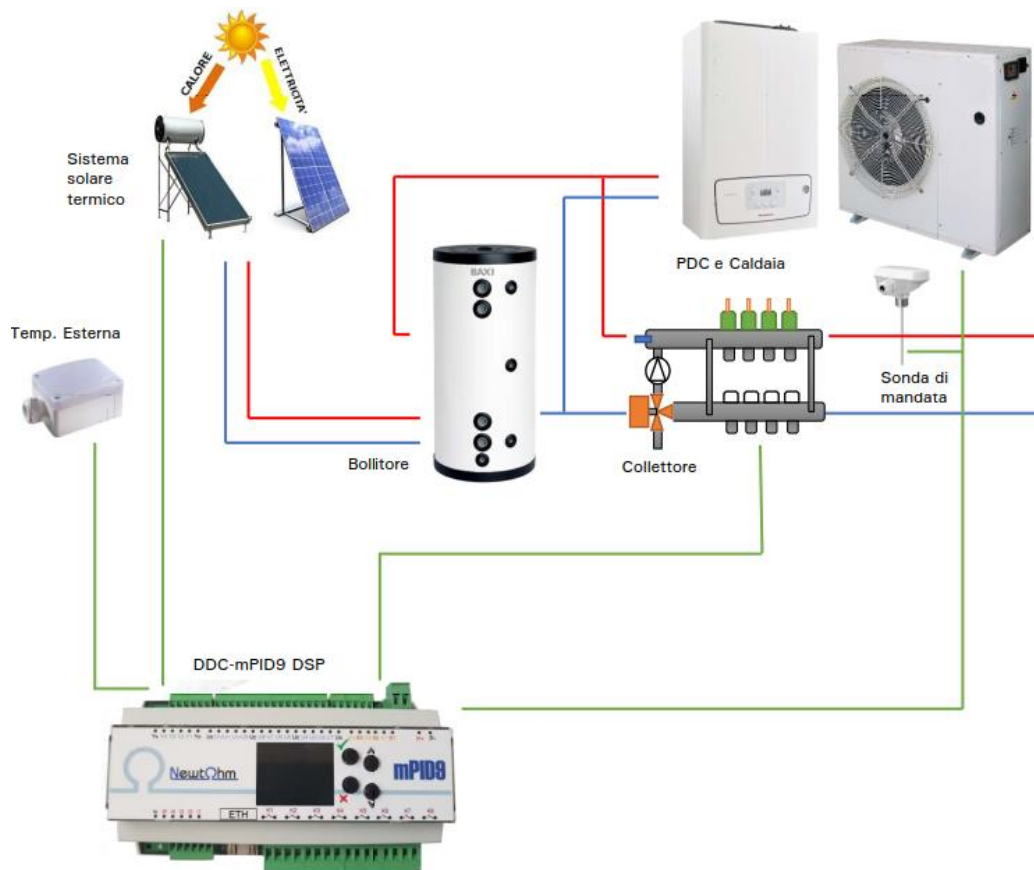 CALORE
ELETTRICITA'
Sistema
solare
termico
PDC e Caldaia
BAXI
Temp. Esterna
Sonda di
mandata
Bollitore
Collettore
DDC-mPID9 DSP
NewtOhm
mPID9
ETH